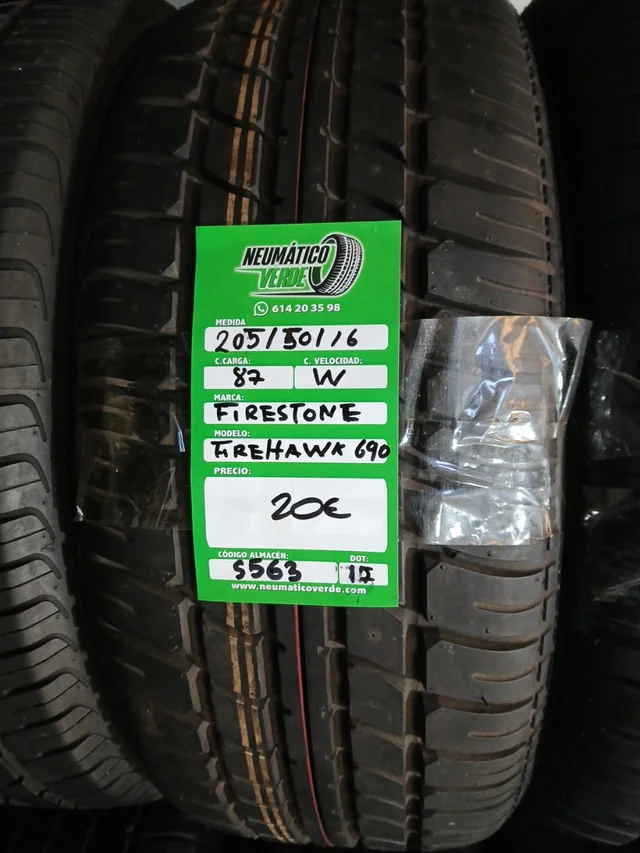 NEUMÁTICO
VERDE
614 20 35 98
MEDIDA
205/50/16
C.CARGA: C. VELOCIDAD:
87 W
MARCA:
FIRESTONE
MODELO:
FIREHAWK 690
PRECIO:
20€
CÓDIGO ALMACÉN: DOT:
S563 17
www.neumaticoverde.com